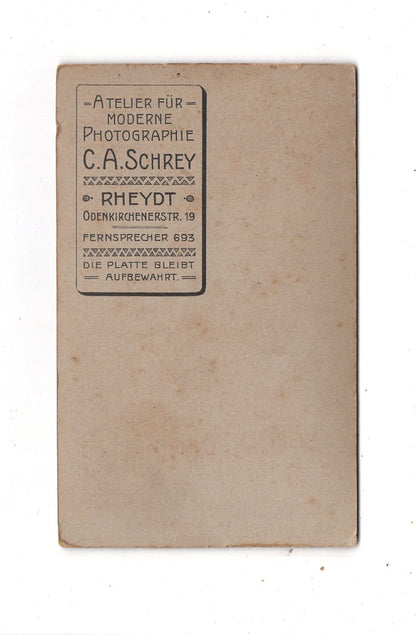 ATELIER FÜR
MODERNE
PHOTOGRAPHIE
C.A.SCHREY
RHEYDT
ODENKIRCHENERSTR. 19
FERNSPRECHER 693
DIE PLATTE BLEIBT
AUFBEWAHRT.